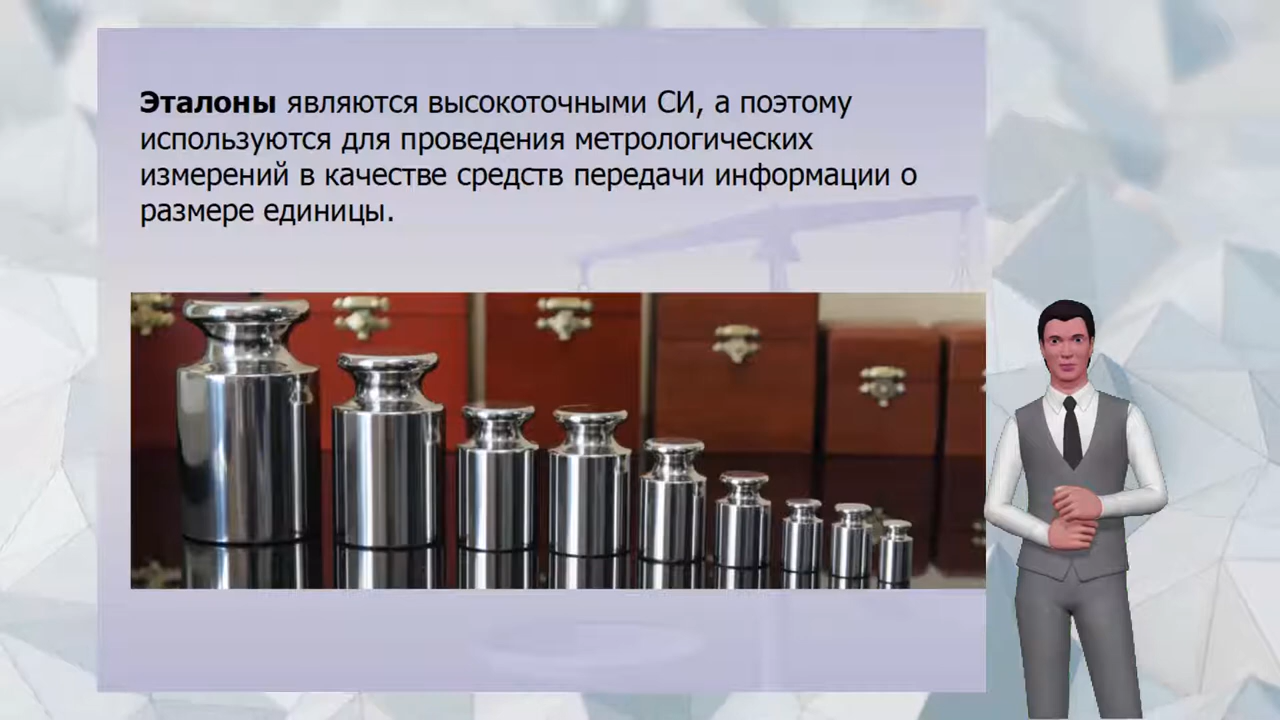 Эталоны являются высокоточными СИ, а поэтому
используются для проведения метрологических
измерений в качестве средств передачи информации о
размере единицы.